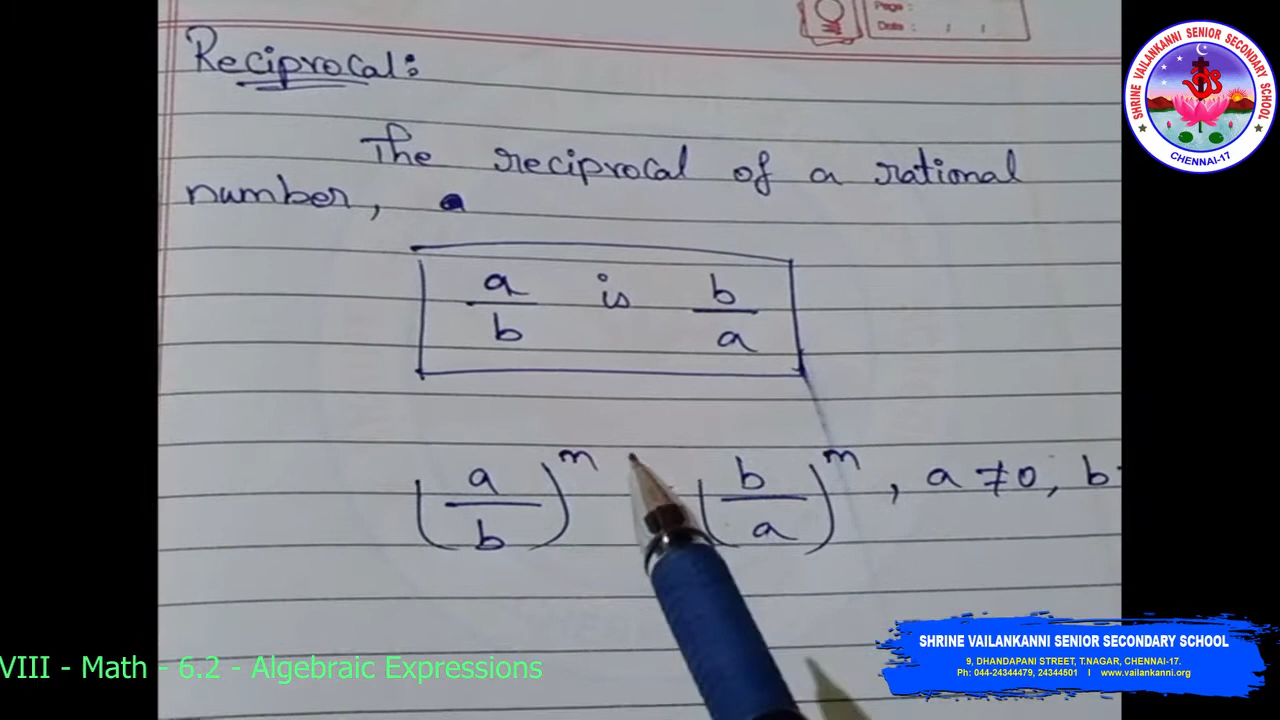 Page :
Date : / /
Reciprocal:
The reciprocal of a rational
number,
a/b is b/a
(a/b)^m (b/a)^m , a ≠ 0, b
SHRINE VAILANKANNI SENIOR SECONDARY SCHOOL
CHENNAI-17
VIII - Math - 6.2 - Algebraic Expressions
SHRINE VAILANKANNI SENIOR SECONDARY SCHOOL
9, DHANDAPANI STREET, T.NAGAR, CHENNAI-17.
Ph: 044-24344479, 24344501 I www.vailankanni.org